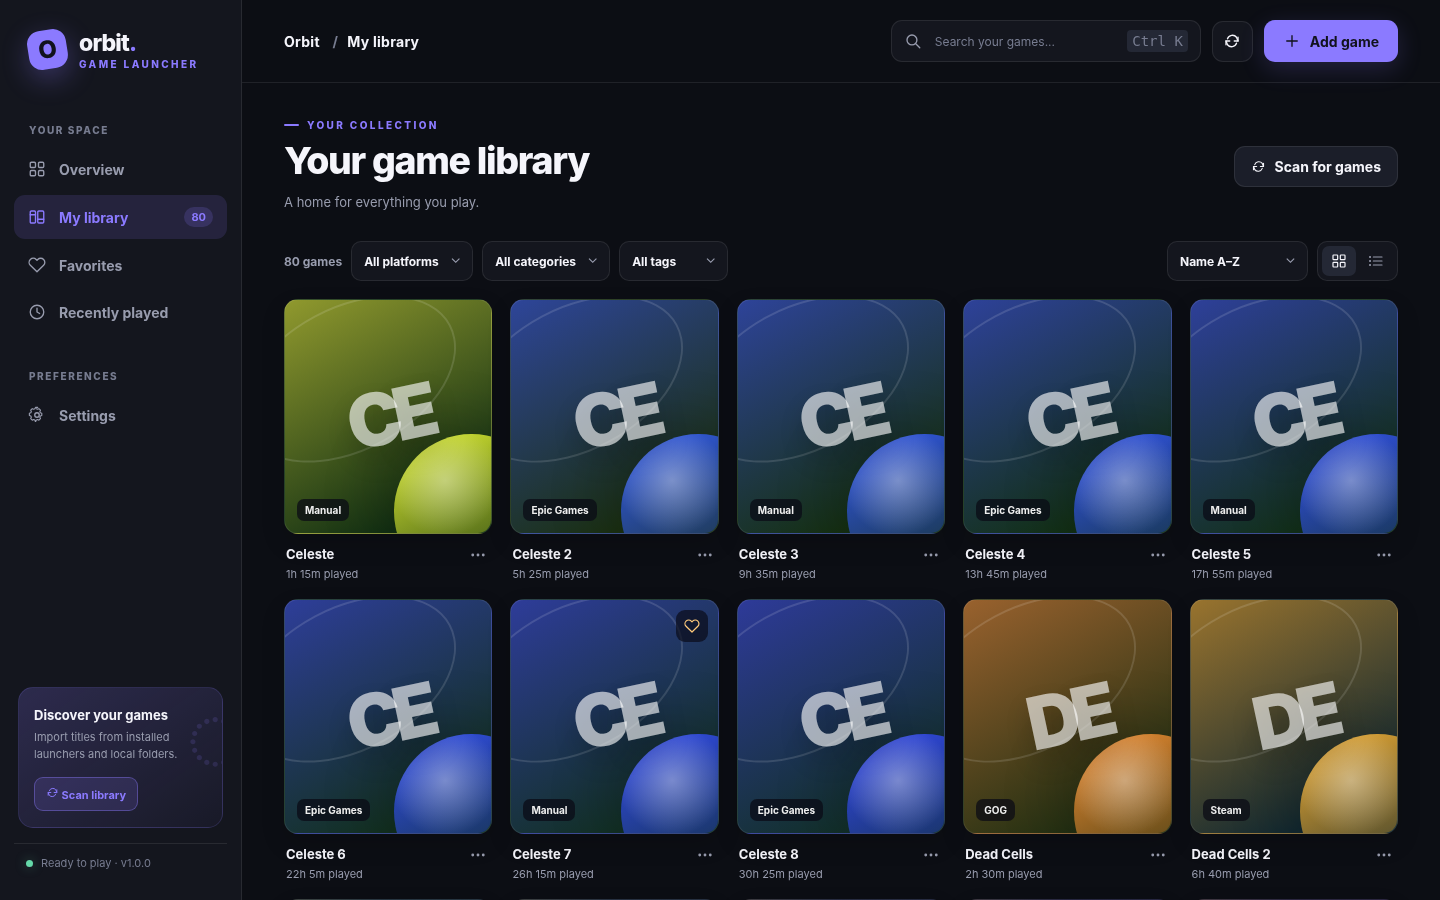 orbit.
GAME LAUNCHER
YOUR SPACE
Overview
My library 80
Favorites
Recently played
PREFERENCES
Settings
Discover your games
Import titles from installed
launchers and local folders.
Scan library
Ready to play · v1.0.0
Orbit / My library
Search your games... Ctrl K
Add game
YOUR COLLECTION
Your game library
A home for everything you play.
Scan for games
80 games All platforms All categories All tags Name A–Z
CE CE CE CE CE
Manual Epic Games Manual Epic Games Manual
Celeste Celeste 2 Celeste 3 Celeste 4 Celeste 5
1h 15m played 5h 25m played 9h 35m played 13h 45m played 17h 55m played
CE CE CE DE DE
Epic Games Manual Epic Games GOG Steam
Celeste 6 Celeste 7 Celeste 8 Dead Cells Dead Cells 2
22h 5m played 26h 15m played 30h 25m played 2h 30m played 6h 40m played